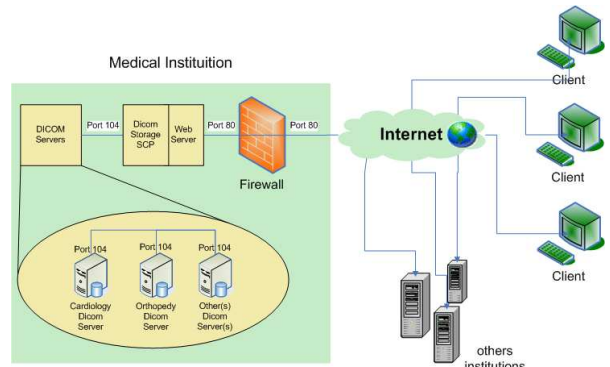 Medical Instituition
DICOM
Servers
Port 104
Dicom
Storage
SCP
Web
Server
Port 80
Port 80
Firewall
Internet
Client
Client
Client
Port 104
Port 104
Port 104
Cardiology
Dicom
Server
Orthopedy
Dicom
Server
Other(s)
Dicom
Server(s)
others
institutions